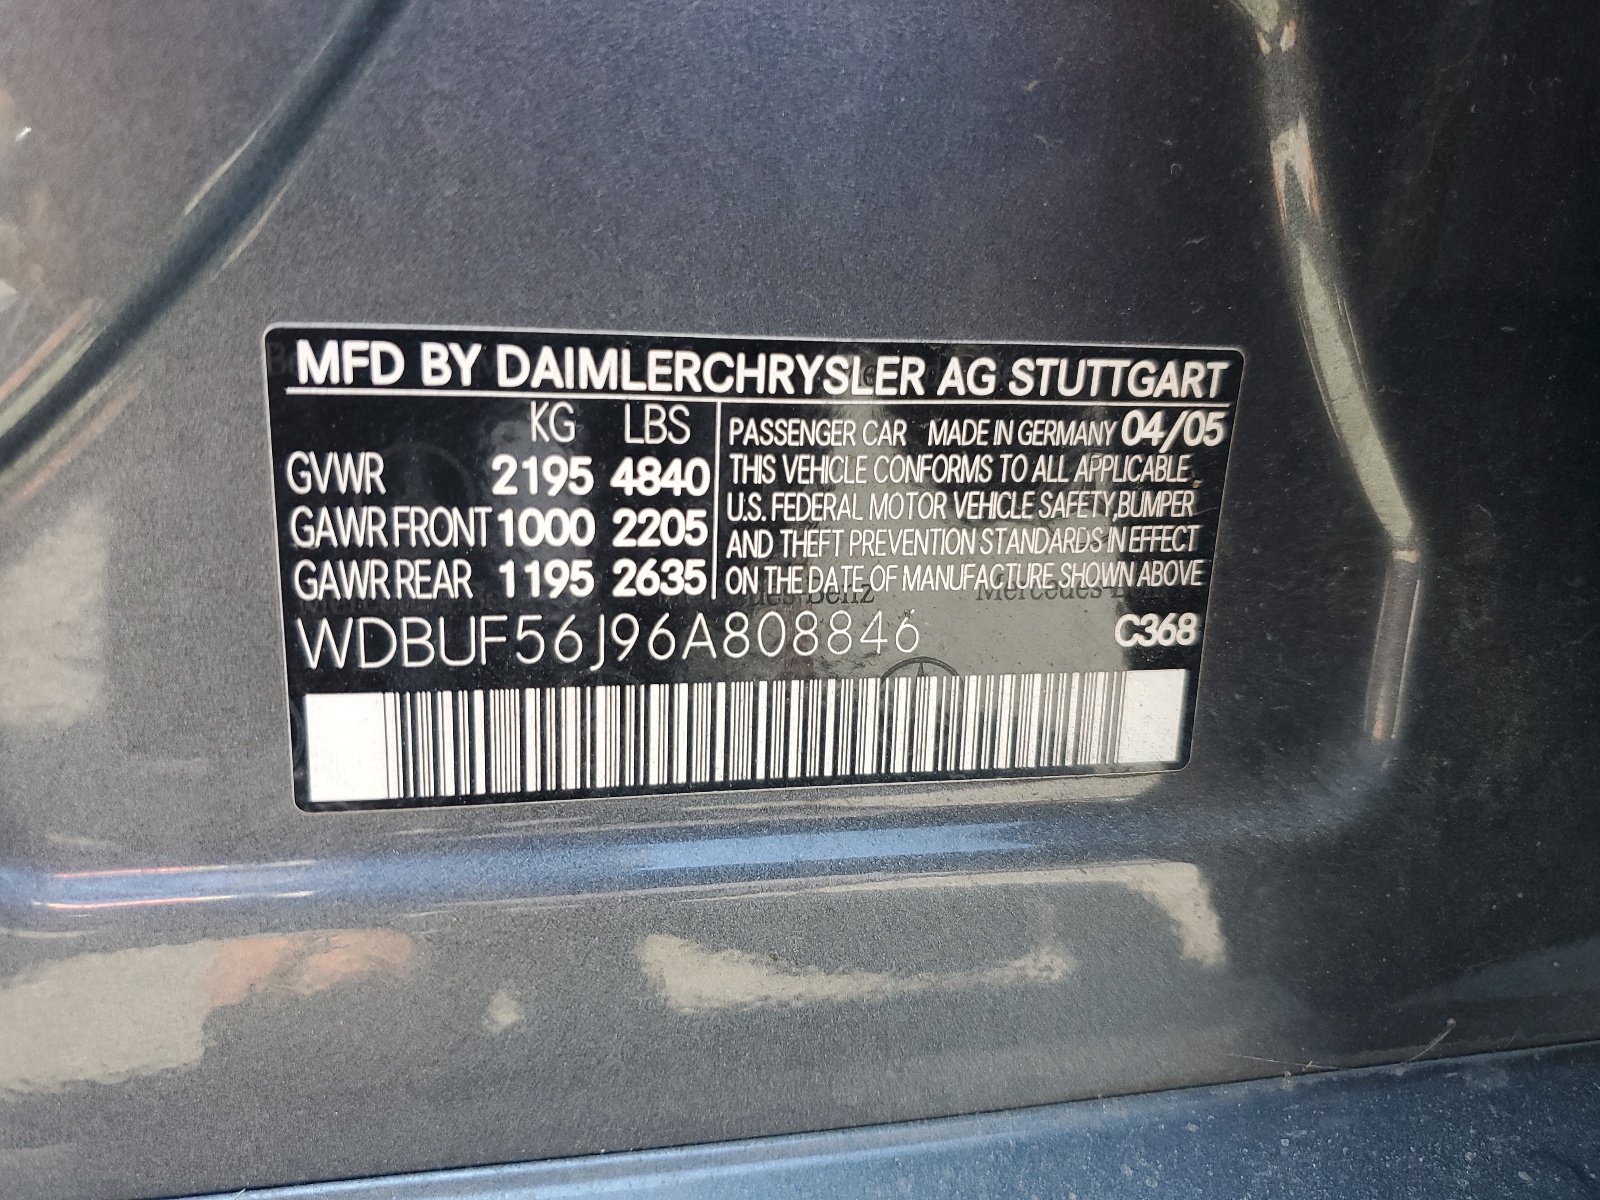 MFD BY DAIMLERCHRYSLER AG STUTTGART
KG LBS
GVWR 2195 4840
GAWR FRONT 1000 2205
GAWR REAR 1195 2635
PASSENGER CAR MADE IN GERMANY 04/05
THIS VEHICLE CONFORMS TO ALL APPLICABLE
U.S. FEDERAL MOTOR VEHICLE SAFETY, BUMPER
AND THEFT PREVENTION STANDARDS IN EFFECT
ON THE DATE OF MANUFACTURE SHOWN ABOVE
Benz Mercedes
WDBUF56J96A808846 C368